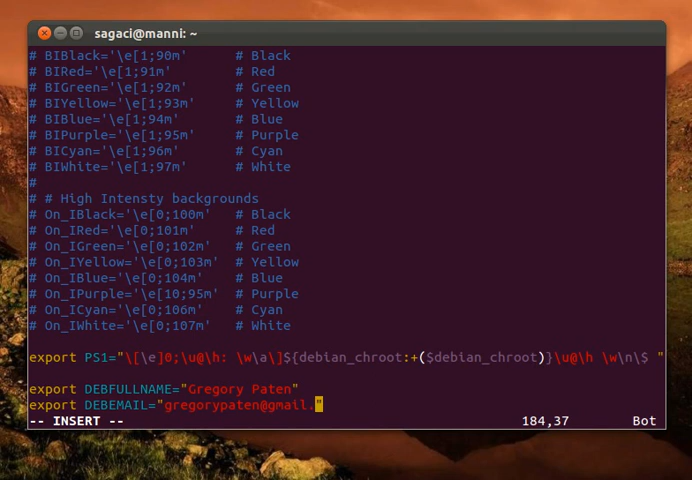 sagaci@manni: ~
# BIBlack='\e[1;90m'      # Black
# BIRed='\e[1;91m'        # Red
# BIGreen='\e[1;92m'      # Green
# BIYellow='\e[1;93m'     # Yellow
# BIBlue='\e[1;94m'       # Blue
# BIPurple='\e[1;95m'     # Purple
# BICyan='\e[1;96m'       # Cyan
# BIWhite='\e[1;97m'      # White
#
# # High Intensty backgrounds
# On_IBlack='\e[0;100m'   # Black
# On_IRed='\e[0;101m'     # Red
# On_IGreen='\e[0;102m'   # Green
# On_IYellow='\e[0;103m'  # Yellow
# On_IBlue='\e[0;104m'    # Blue
# On_IPurple='\e[10;95m'  # Purple
# On_ICyan='\e[0;106m'    # Cyan
# On_IWhite='\e[0;107m'   # White
export PS1="\[\e]0;\u@\h: \w\a\]${debian_chroot:+($debian_chroot)}\u@\h \w\n\$ "
export DEBFULLNAME="Gregory Paten"
export DEBEMAIL="gregorypaten@gmail."
-- INSERT --                                                  184,37        Bot